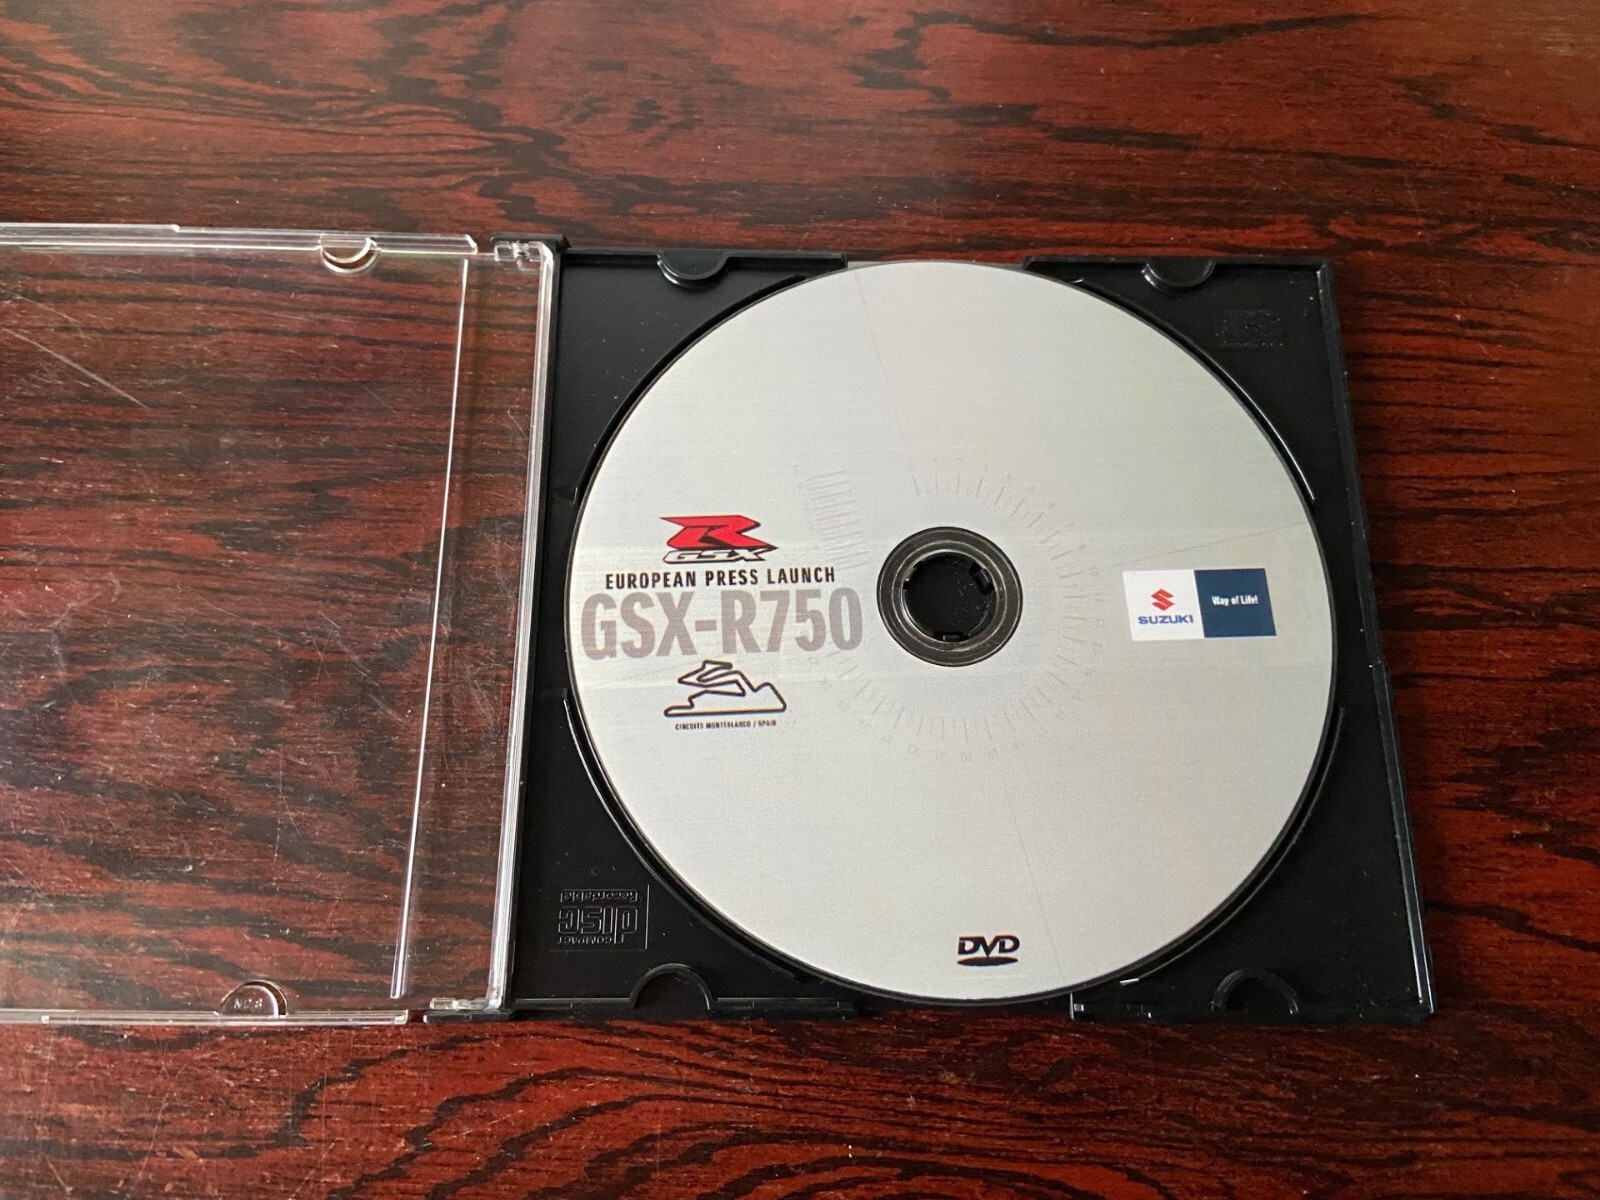 R
GSX
EUROPEAN PRESS LAUNCH
GSX-R750
CIRCUITO MONTEBLANCO / SPAIN
SUZUKI
Way of Life!
DVD
COMPACT
disc
Recordable